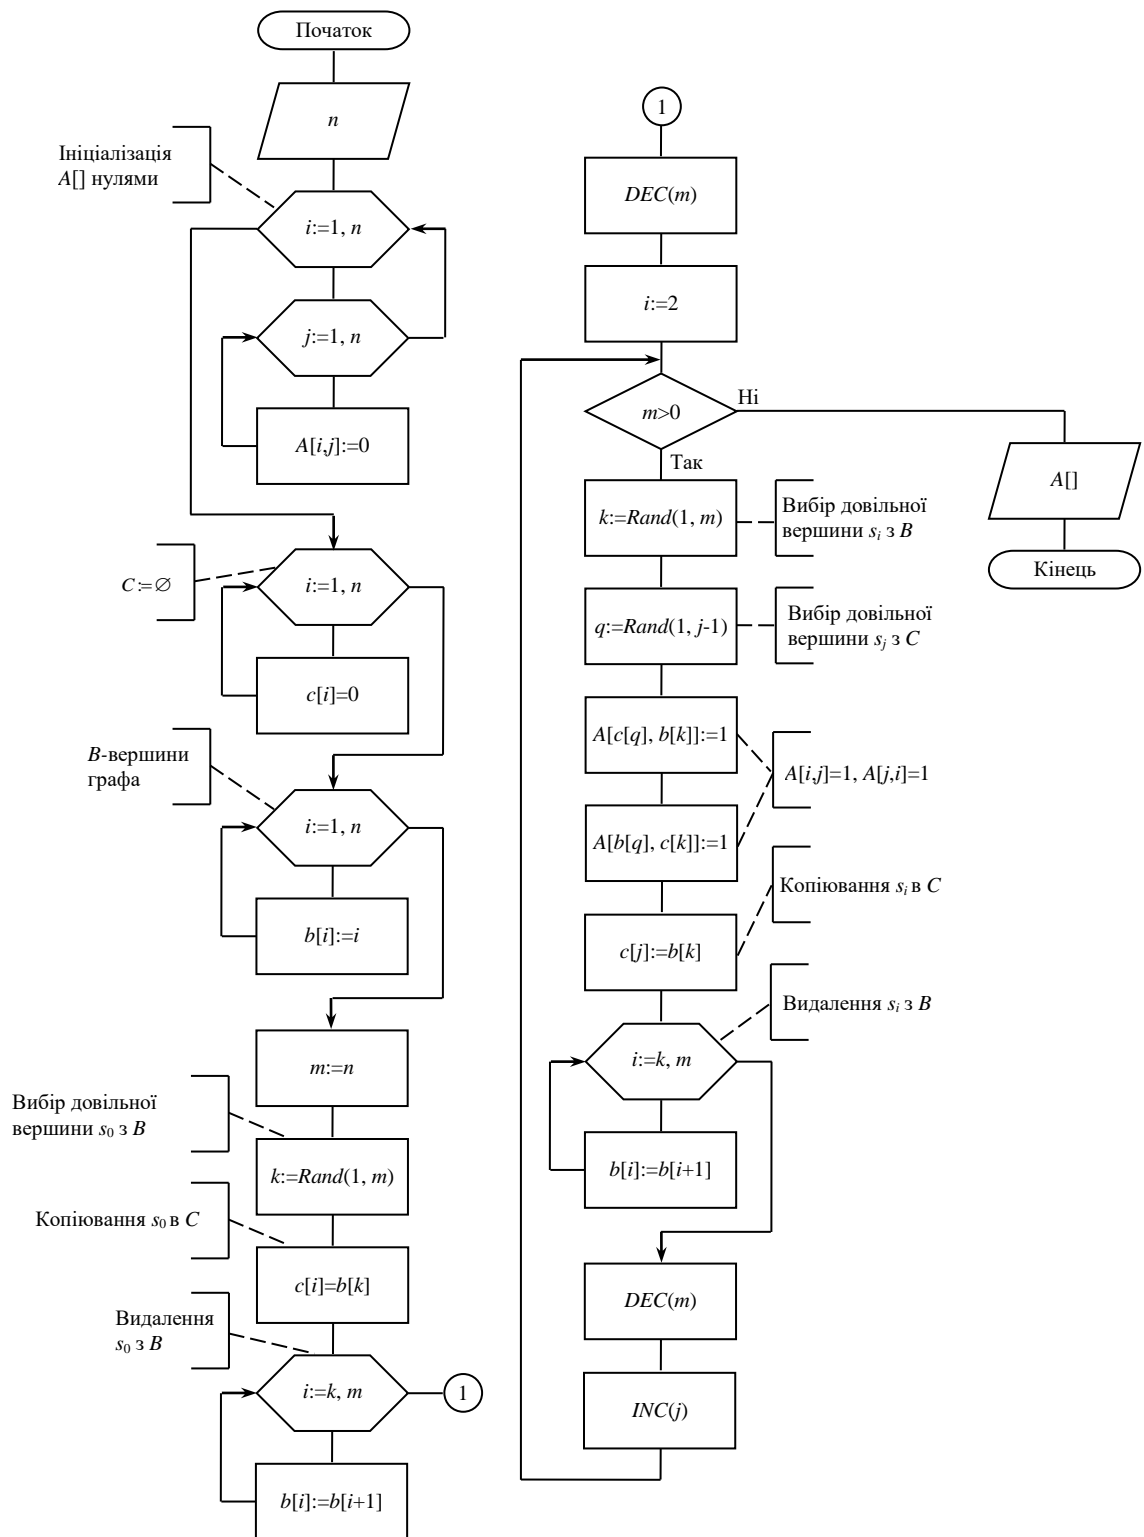 Початок
n
Ініціалізація
A[] нулями
i:=1, n
j:=1, n
A[i,j]:=0
C:=∅
i:=1, n
c[i]=0
B-вершини
графа
i:=1, n
b[i]:=i
m:=n
Вибір довільної
вершини s₀ з B
k:=Rand(1, m)
Копіювання s₀ в C
c[i]=b[k]
Видалення
s₀ з B
i:=k, m
1
b[i]:=b[i+1]
1
DEC(m)
i:=2
m>0
Ні
Так
A[]
Кінець
k:=Rand(1, m)
Вибір довільної
вершини sᵢ з B
q:=Rand(1, j-1)
Вибір довільної
вершини sⱼ з C
A[c[q], b[k]]:=1
A[i,j]=1, A[j,i]=1
A[b[q], c[k]]:=1
Копіювання sᵢ в C
c[j]:=b[k]
Видалення sᵢ з B
i:=k, m
b[i]:=b[i+1]
DEC(m)
INC(j)